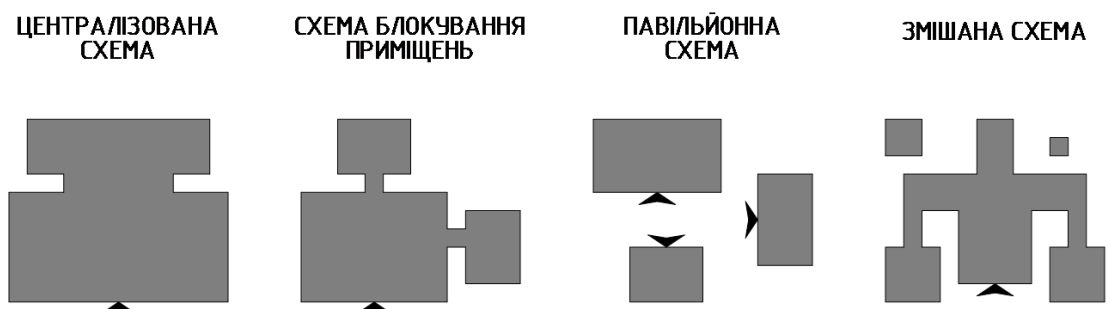 ЦЕНТРАЛІЗОВАНА
СХЕМА
СХЕМА БЛОКУВАННЯ
ПРИМІЩЕНЬ
ПАВІЛЬЙОННА
СХЕМА
ЗМІШАНА СХЕМА